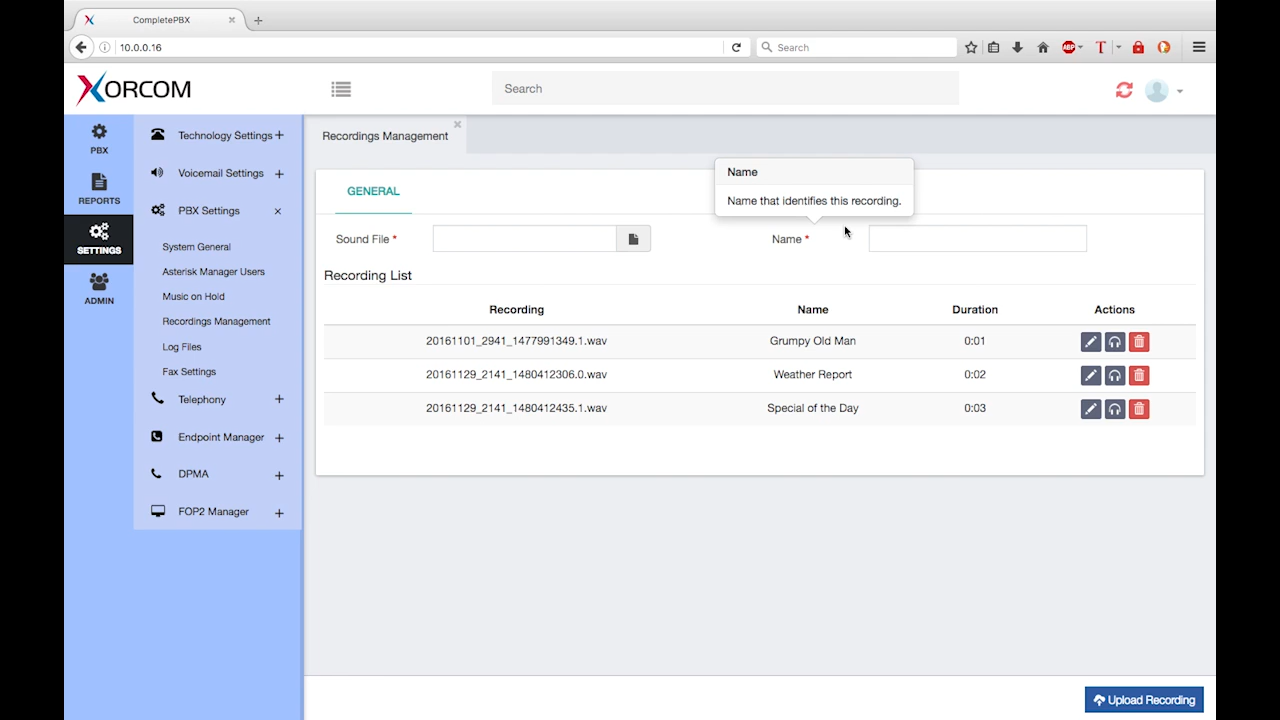 CompletePBX
10.0.0.16
Search
ABP
T
XORCOM
Search
PBX
REPORTS
SETTINGS
ADMIN
Technology Settings
Voicemail Settings
PBX Settings
System General
Asterisk Manager Users
Music on Hold
Recordings Management
Log Files
Fax Settings
Telephony
Endpoint Manager
DPMA
FOP2 Manager
Recordings Management
GENERAL
Name
Name that identifies this recording.
Sound File *
Name *
Recording List
Recording Name Duration Actions
20161101_2941_1477991349.1.wav Grumpy Old Man 0:01
20161129_2141_1480412306.0.wav Weather Report 0:02
20161129_2141_1480412435.1.wav Special of the Day 0:03
Upload Recording